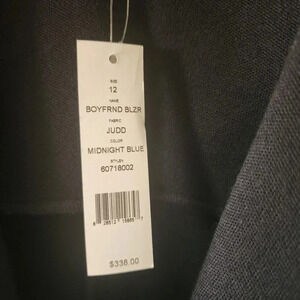 SIZE
12
NAME
BOYFRND BLZR
FABRIC
JUDD
COLOR
MIDNIGHT BLUE
STYLE#
60718002
$338.00